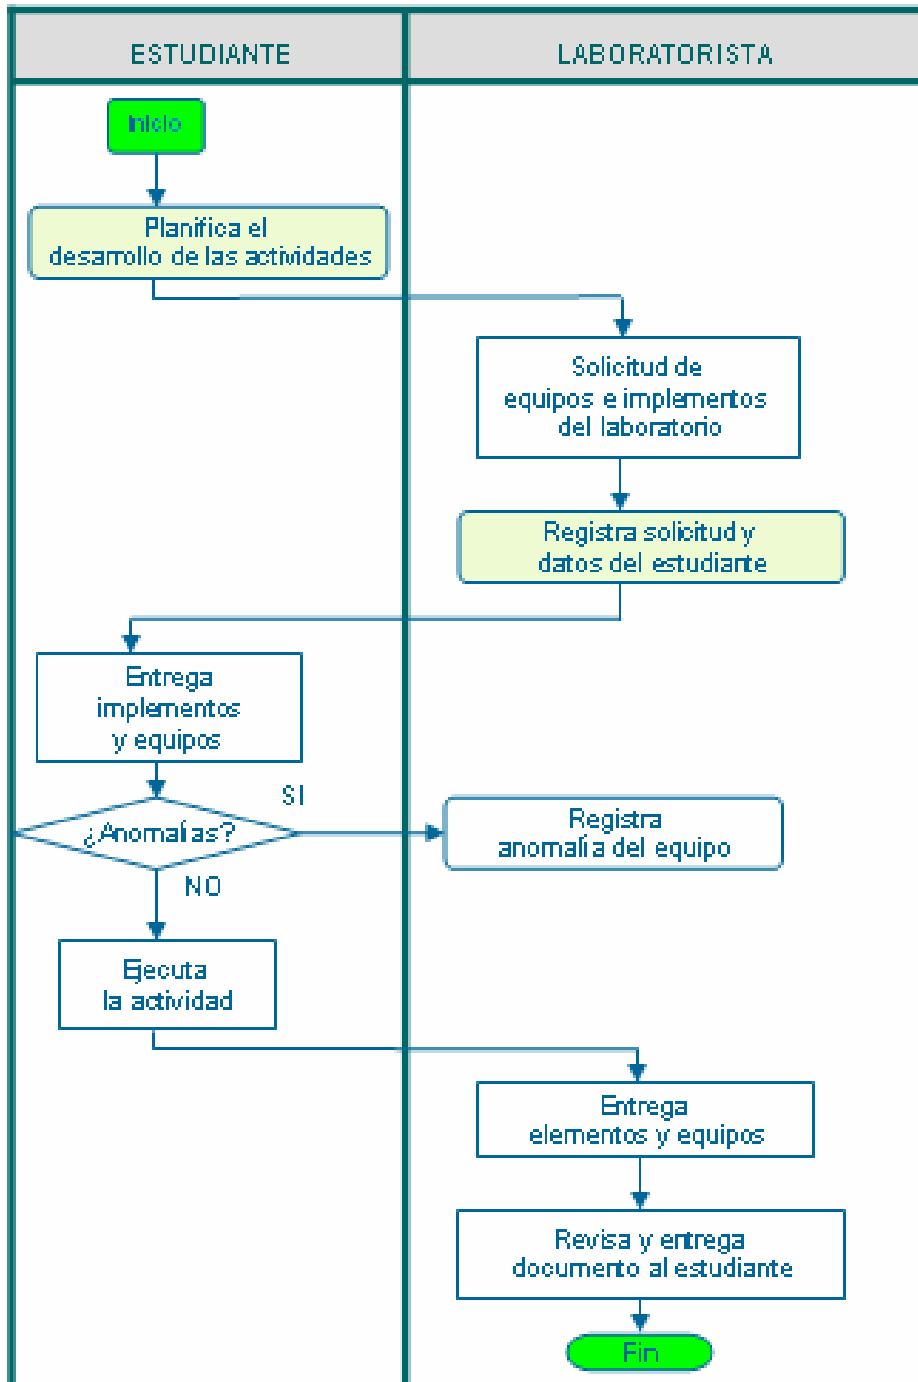 ESTUDIANTE
LABORATORISTA
Inicio
Planifica el
desarrollo de las actividades
Solicitud de
equipos e implementos
del laboratorio
Registra solicitud y
datos del estudiante
Entrega
implementos
y equipos
SI
¿Anomalías?
Registra
anomalía del equipo
NO
Ejecuta
la actividad
Entrega
elementos y equipos
Revisa y entrega
documento al estudiante
Fin